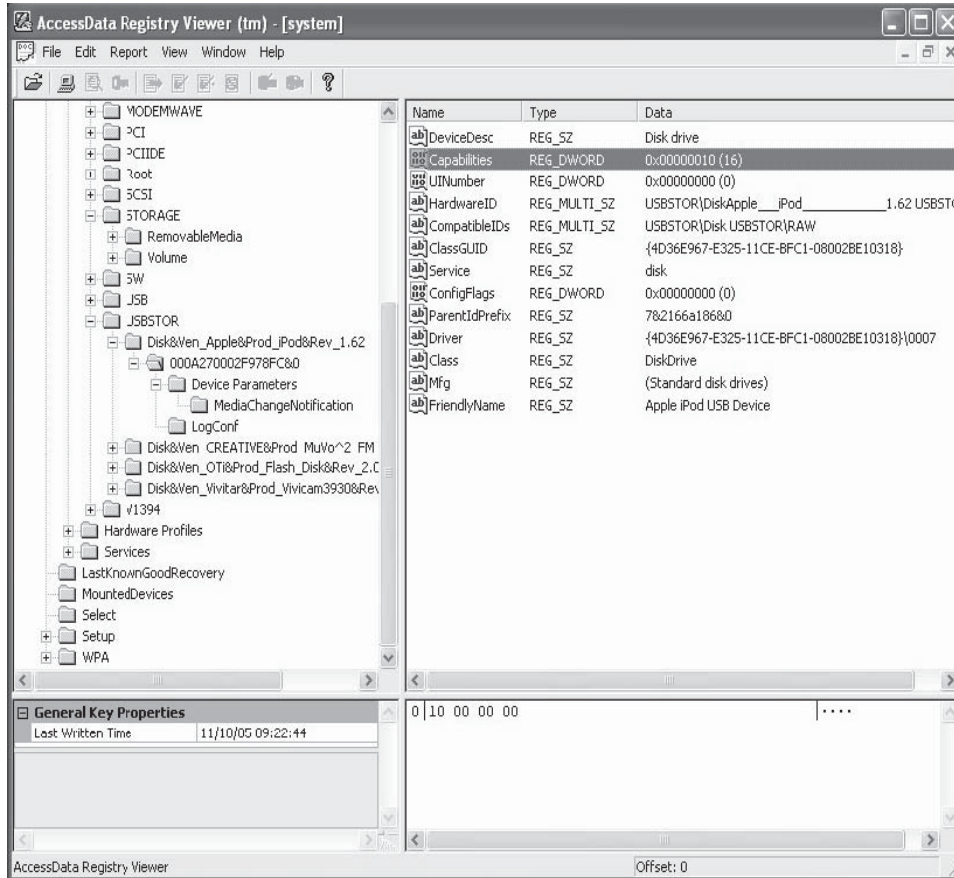 AccessData Registry Viewer (tm) - [system]
File Edit Report View Window Help
MODEMWAVE
PCI
PCIIDE
Root
SCSI
STORAGE
RemovableMedia
Volume
SW
USB
USBSTOR
Disk&Ven_Apple&Prod_iPod&Rev_1.62
000A270002F978FC&0
Device Parameters
MediaChangeNotification
LogConf
Disk&Ven_CREATIVE&Prod_MuVo^2_FM
Disk&Ven_OTi&Prod_Flash_Disk&Rev_2.0
Disk&Ven_Vivitar&Prod_Vivicam3930&Rev
V1394
Hardware Profiles
Services
LastKnownGoodRecovery
MountedDevices
Select
Setup
WPA
Name Type Data
DeviceDesc REG_SZ Disk drive
Capabilities REG_DWORD 0x00000010 (16)
UINumber REG_DWORD 0x00000000 (0)
HardwareID REG_MULTI_SZ USBSTOR\DiskApple___iPod____________1.62 USBSTO
CompatibleIDs REG_MULTI_SZ USBSTOR\Disk USBSTOR\RAW
ClassGUID REG_SZ {4D36E967-E325-11CE-BFC1-08002BE10318}
Service REG_SZ disk
ConfigFlags REG_DWORD 0x00000000 (0)
ParentIdPrefix REG_SZ 7&2166a186&0
Driver REG_SZ {4D36E967-E325-11CE-BFC1-08002BE10318}\0007
Class REG_SZ DiskDrive
Mfg REG_SZ (Standard disk drives)
FriendlyName REG_SZ Apple iPod USB Device
General Key Properties
Last Written Time 11/10/05 09:22:44
0 10 00 00 00 ....
AccessData Registry Viewer Offset: 0